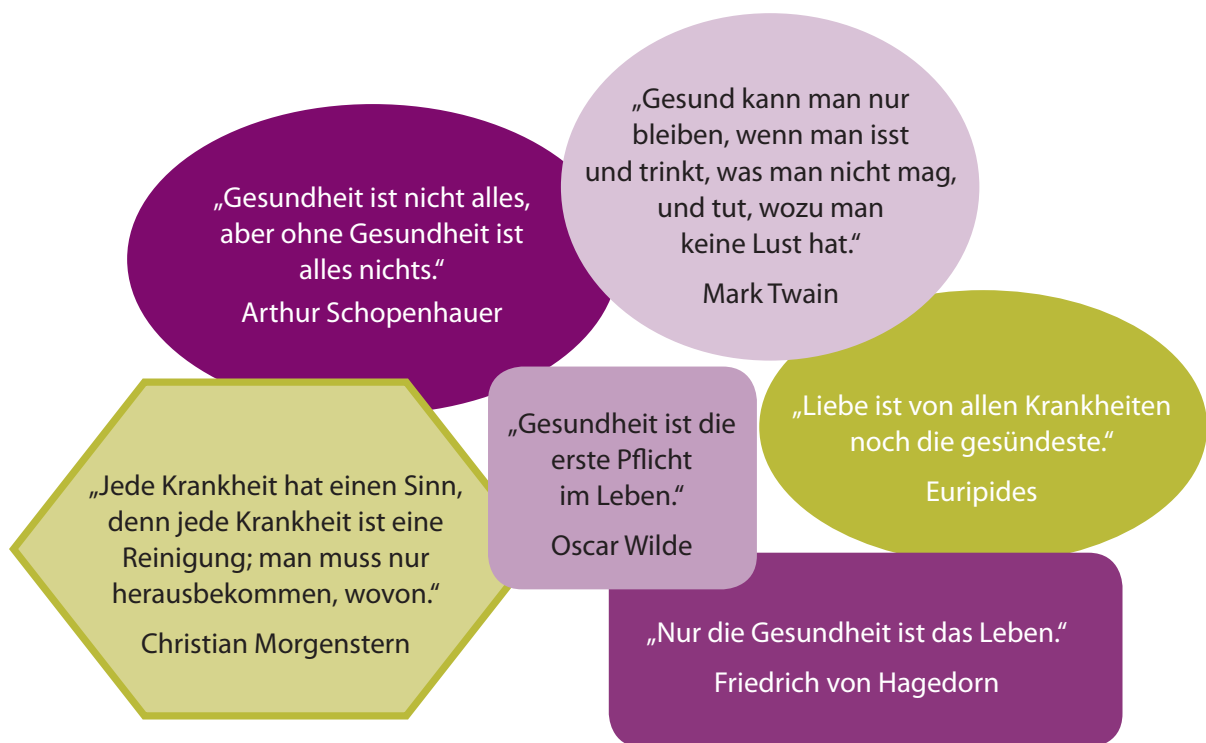 „Gesundheit ist nicht alles,
aber ohne Gesundheit ist
alles nichts.“
Arthur Schopenhauer
„Gesund kann man nur
bleiben, wenn man isst
und trinkt, was man nicht mag,
und tut, wozu man
keine Lust hat.“
Mark Twain
„Liebe ist von allen Krankheiten
noch die gesündeste.“
Euripides
„Gesundheit ist die
erste Pflicht
im Leben.“
Oscar Wilde
„Jede Krankheit hat einen Sinn,
denn jede Krankheit ist eine
Reinigung; man muss nur
herausbekommen, wovon.“
Christian Morgenstern
„Nur die Gesundheit ist das Leben.“
Friedrich von Hagedorn